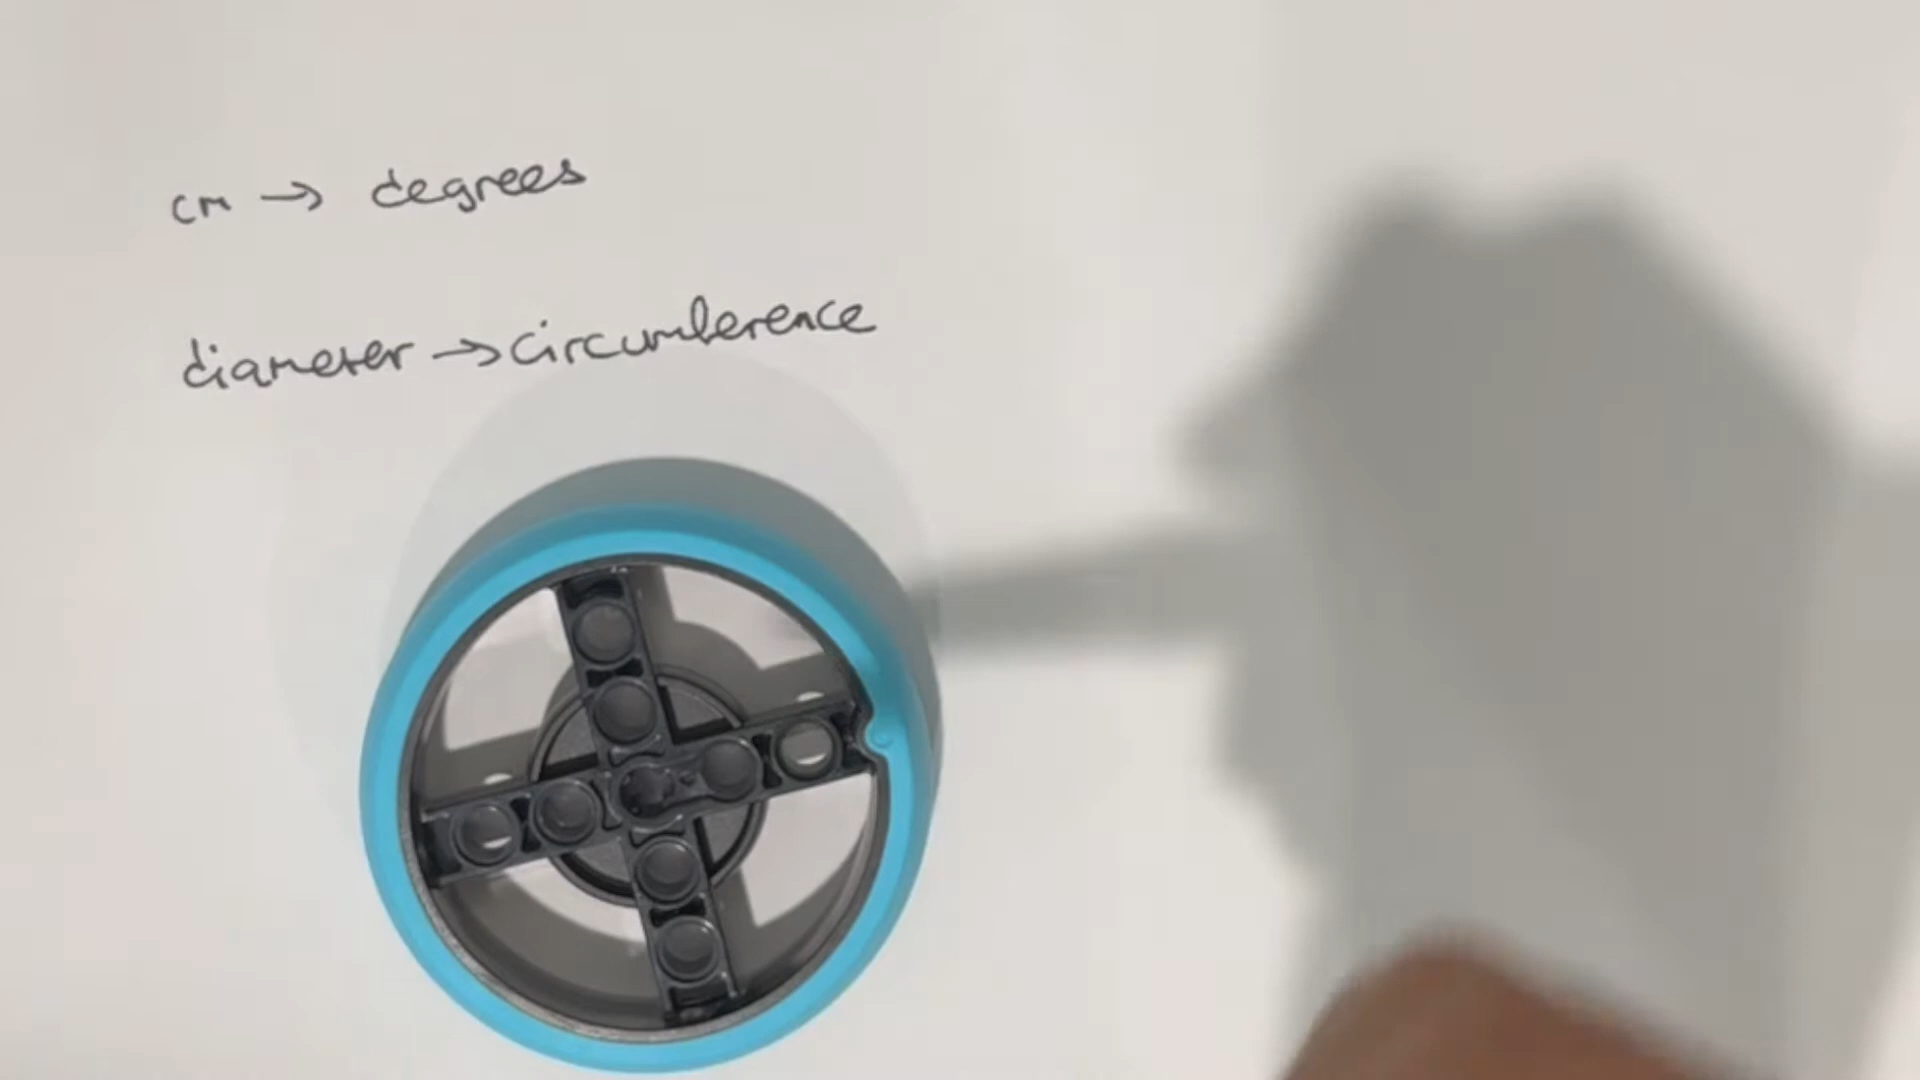 cm → degrees
diameter → circumference